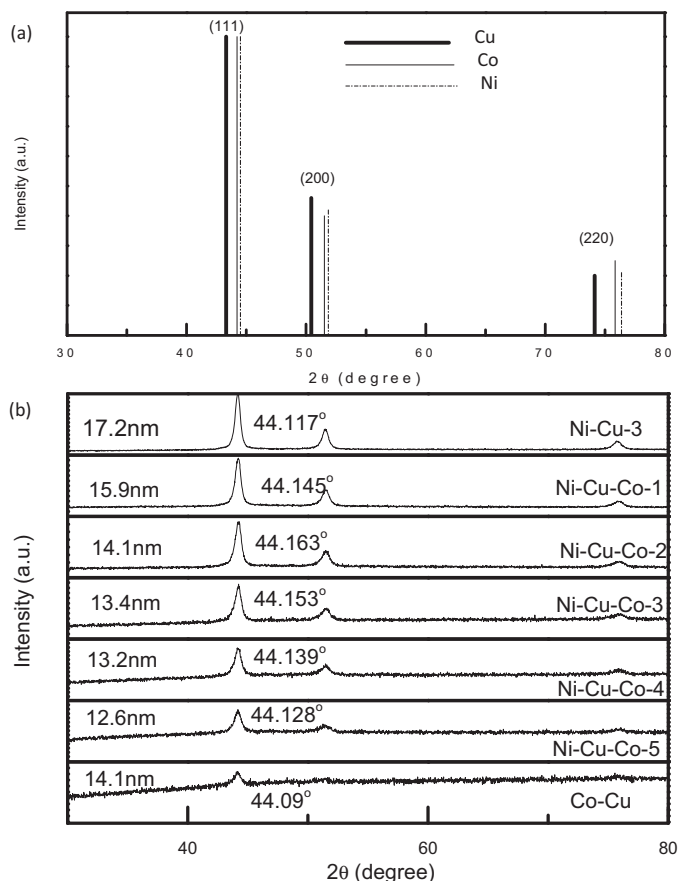 (a)
(111)
Cu
Co
Ni
(200)
(220)
Intensity (a.u.)
30 40 50 60 70 80
2 θ (degree)
(b)
17.2nm 44.117° Ni-Cu-3
15.9nm 44.145° Ni-Cu-Co-1
14.1nm 44.163° Ni-Cu-Co-2
13.4nm 44.153° Ni-Cu-Co-3
13.2nm 44.139° Ni-Cu-Co-4
12.6nm 44.128° Ni-Cu-Co-5
14.1nm 44.09° Co-Cu
Intensity (a.u.)
40 60 80
2θ (degree)